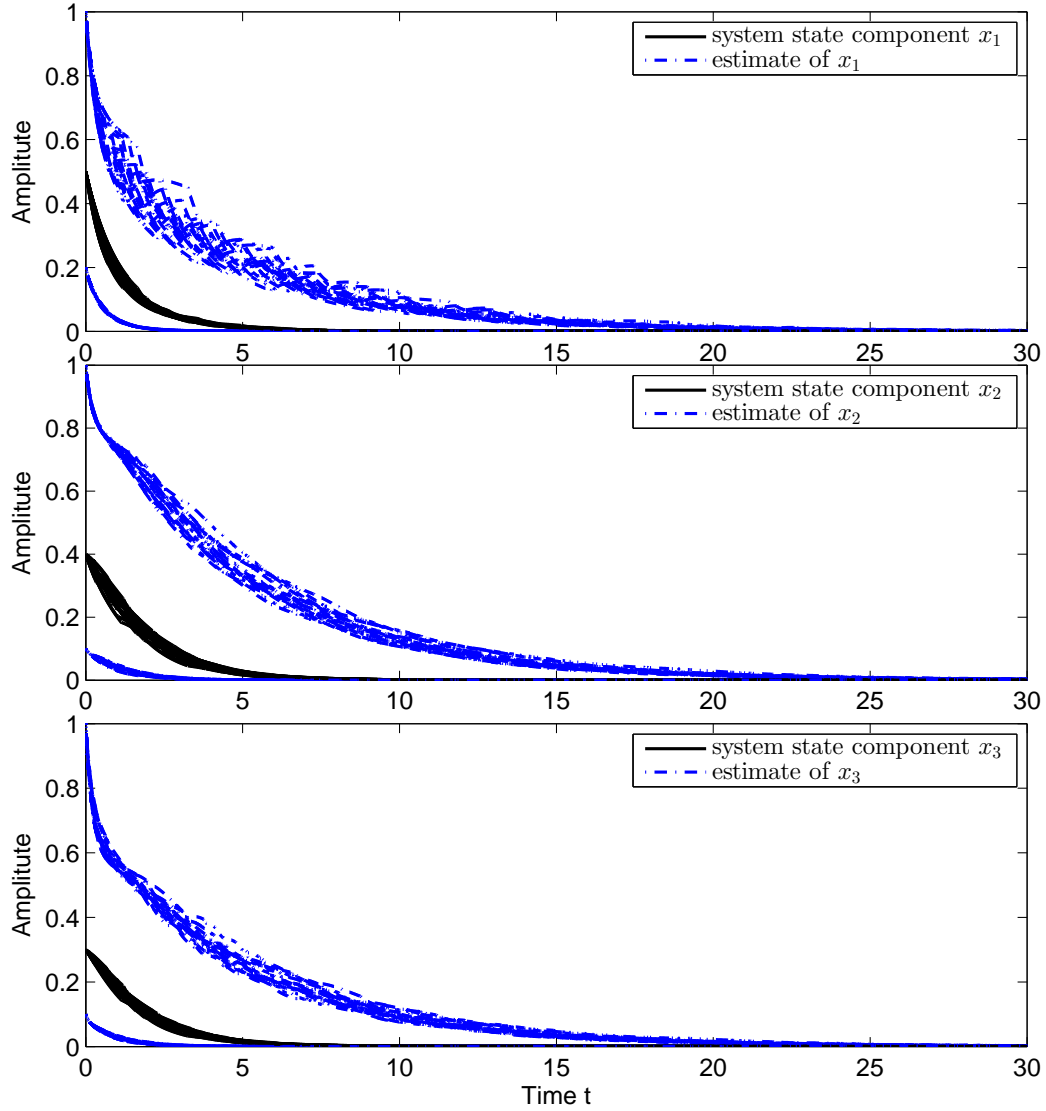 1
0.8
0.6
0.4
0.2
0
Amplitute
system state component x₁
estimate of x₁
0 5 10 15 20 25 30
1
0.8
0.6
0.4
0.2
0
Amplitute
system state component x₂
estimate of x₂
0 5 10 15 20 25 30
1
0.8
0.6
0.4
0.2
0
Amplitute
system state component x₃
estimate of x₃
0 5 10 15 20 25 30
Time t